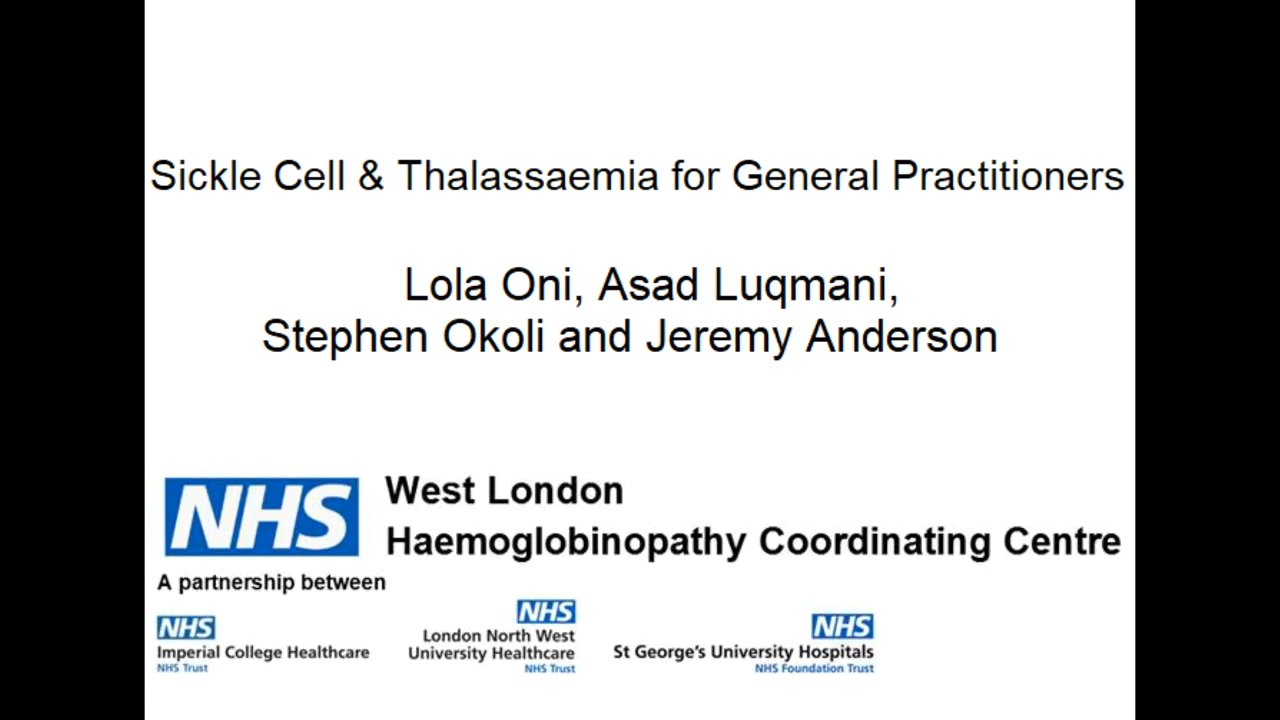 Sickle Cell & Thalassaemia for General Practitioners
Lola Oni, Asad Luqmani,
Stephen Okoli and Jeremy Anderson
NHS
West London
Haemoglobinopathy Coordinating Centre
A partnership between
NHS
Imperial College Healthcare
NHS Trust
NHS
London North West
University Healthcare
NHS Trust
NHS
St George's University Hospitals
NHS Foundation Trust